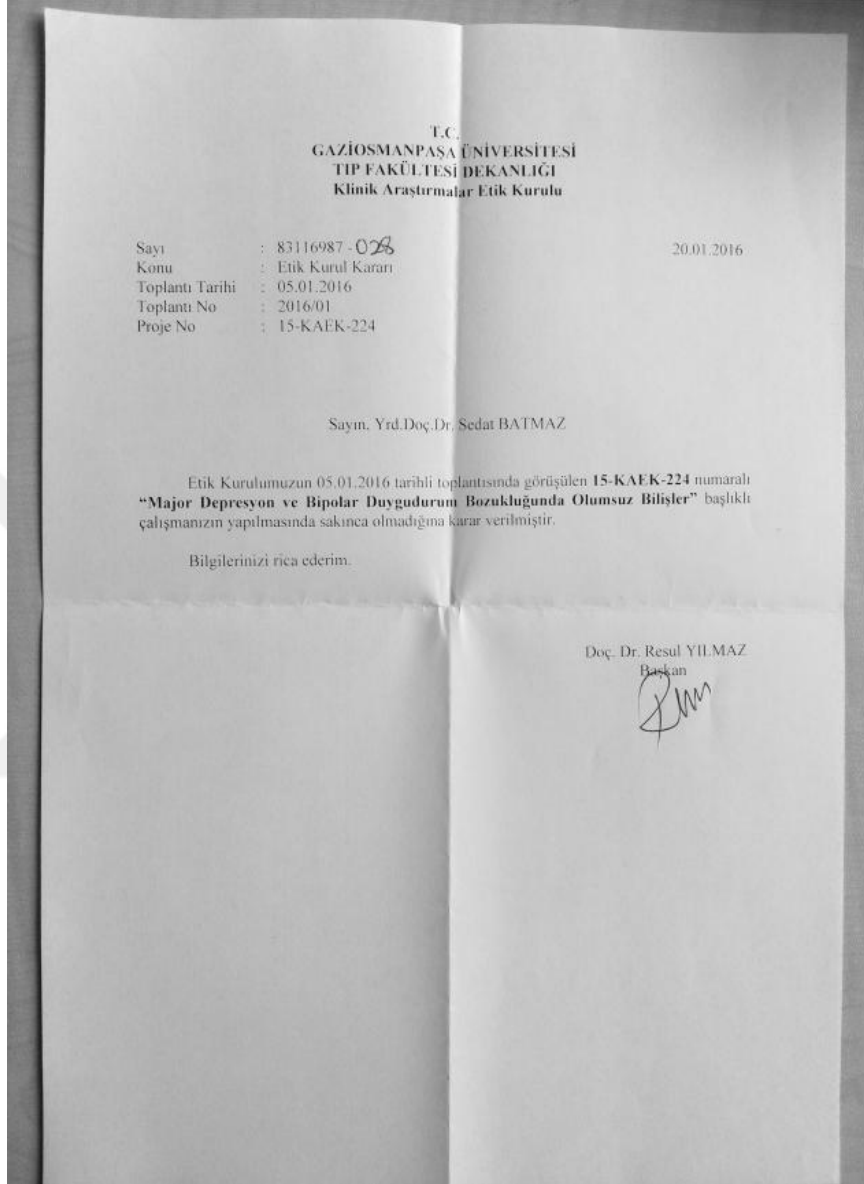 T.C.
GAZİOSMANPAŞA ÜNİVERSİTESİ
TIP FAKÜLTESİ DEKANLIĞI
Klinik Araştırmalar Etik Kurulu
Sayı : 83116987 - 028 20.01.2016
Konu : Etik Kurul Kararı
Toplantı Tarihi : 05.01.2016
Toplantı No : 2016/01
Proje No : 15-KAEK-224
Sayın, Yrd.Doç.Dr. Sedat BATMAZ
Etik Kurulumuzun 05.01.2016 tarihli toplantısında görüşülen 15-KAEK-224 numaralı
“Major Depresyon ve Bipolar Duygudurum Bozukluğunda Olumsuz Bilişler” başlıklı
çalışmanızın yapılmasında sakınca olmadığına karar verilmiştir.
Bilgilerinizi rica ederim.
Doç. Dr. Resul YILMAZ
Başkan